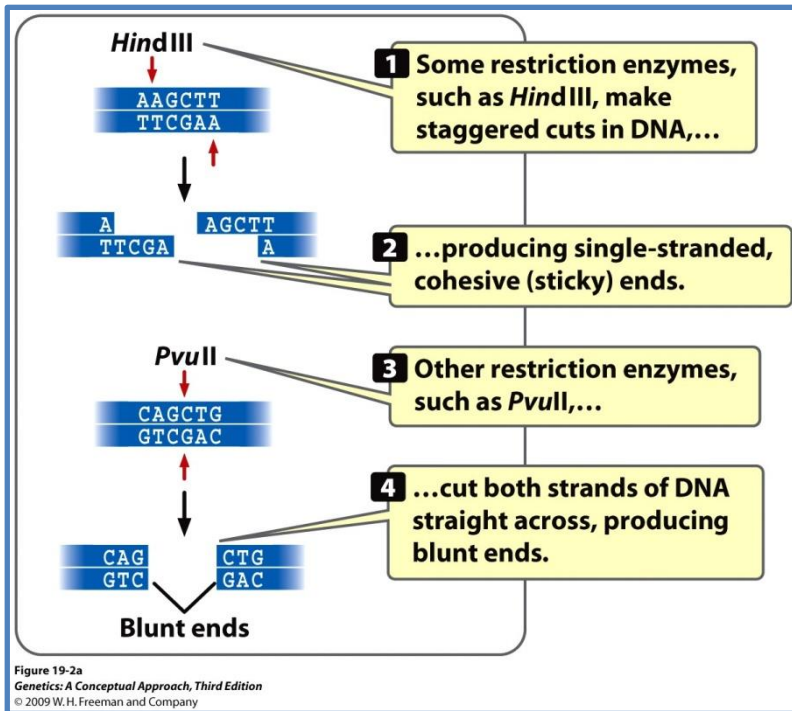 HindIII
AAGCTT
TTCGAA
A AGCTT
TTCGA A
1 Some restriction enzymes,
such as HindIII, make
staggered cuts in DNA,...
2 ...producing single-stranded,
cohesive (sticky) ends.
PvuII
CAGCTG
GTCGAC
CAG CTG
GTC GAC
Blunt ends
3 Other restriction enzymes,
such as PvuII,...
4 ...cut both strands of DNA
straight across, producing
blunt ends.
Figure 19-2a
Genetics: A Conceptual Approach, Third Edition
© 2009 W. H. Freeman and Company